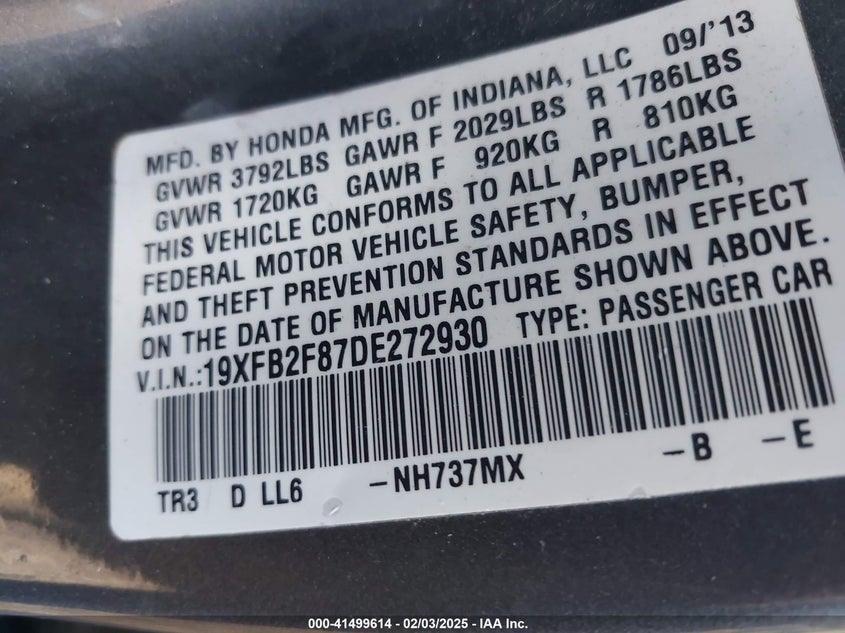 MFD. BY HONDA MFG. OF INDIANA, LLC 09/'13
GVWR 3792LBS GAWR F 2029LBS R 1786LBS
GVWR 1720KG GAWR F 920KG R 810KG
THIS VEHICLE CONFORMS TO ALL APPLICABLE
FEDERAL MOTOR VEHICLE SAFETY, BUMPER,
AND THEFT PREVENTION STANDARDS IN EFFECT
ON THE DATE OF MANUFACTURE SHOWN ABOVE.
V.I.N.:19XFB2F87DE272930 TYPE: PASSENGER CAR
TR3 D LL6 -NH737MX -B -E
000-41499614 - 02/03/2025 - IAA Inc.